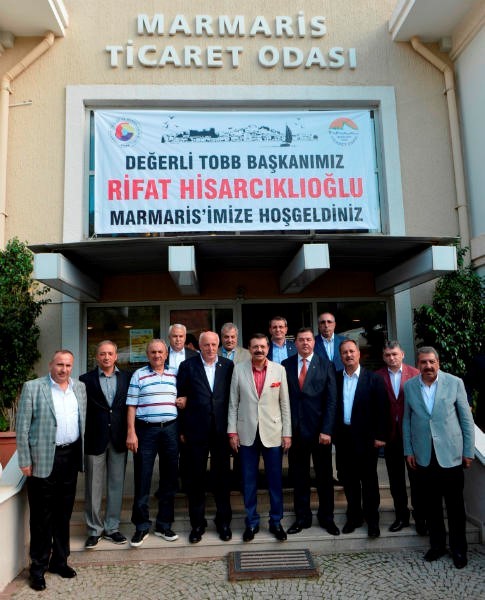 MARMARİS
TİCARET ODASI
DEĞERLİ TOBB BAŞKANIMIZ
RİFAT HİSARCIKLIOĞLU
MARMARİS'İMİZE HOŞGELDİNİZ